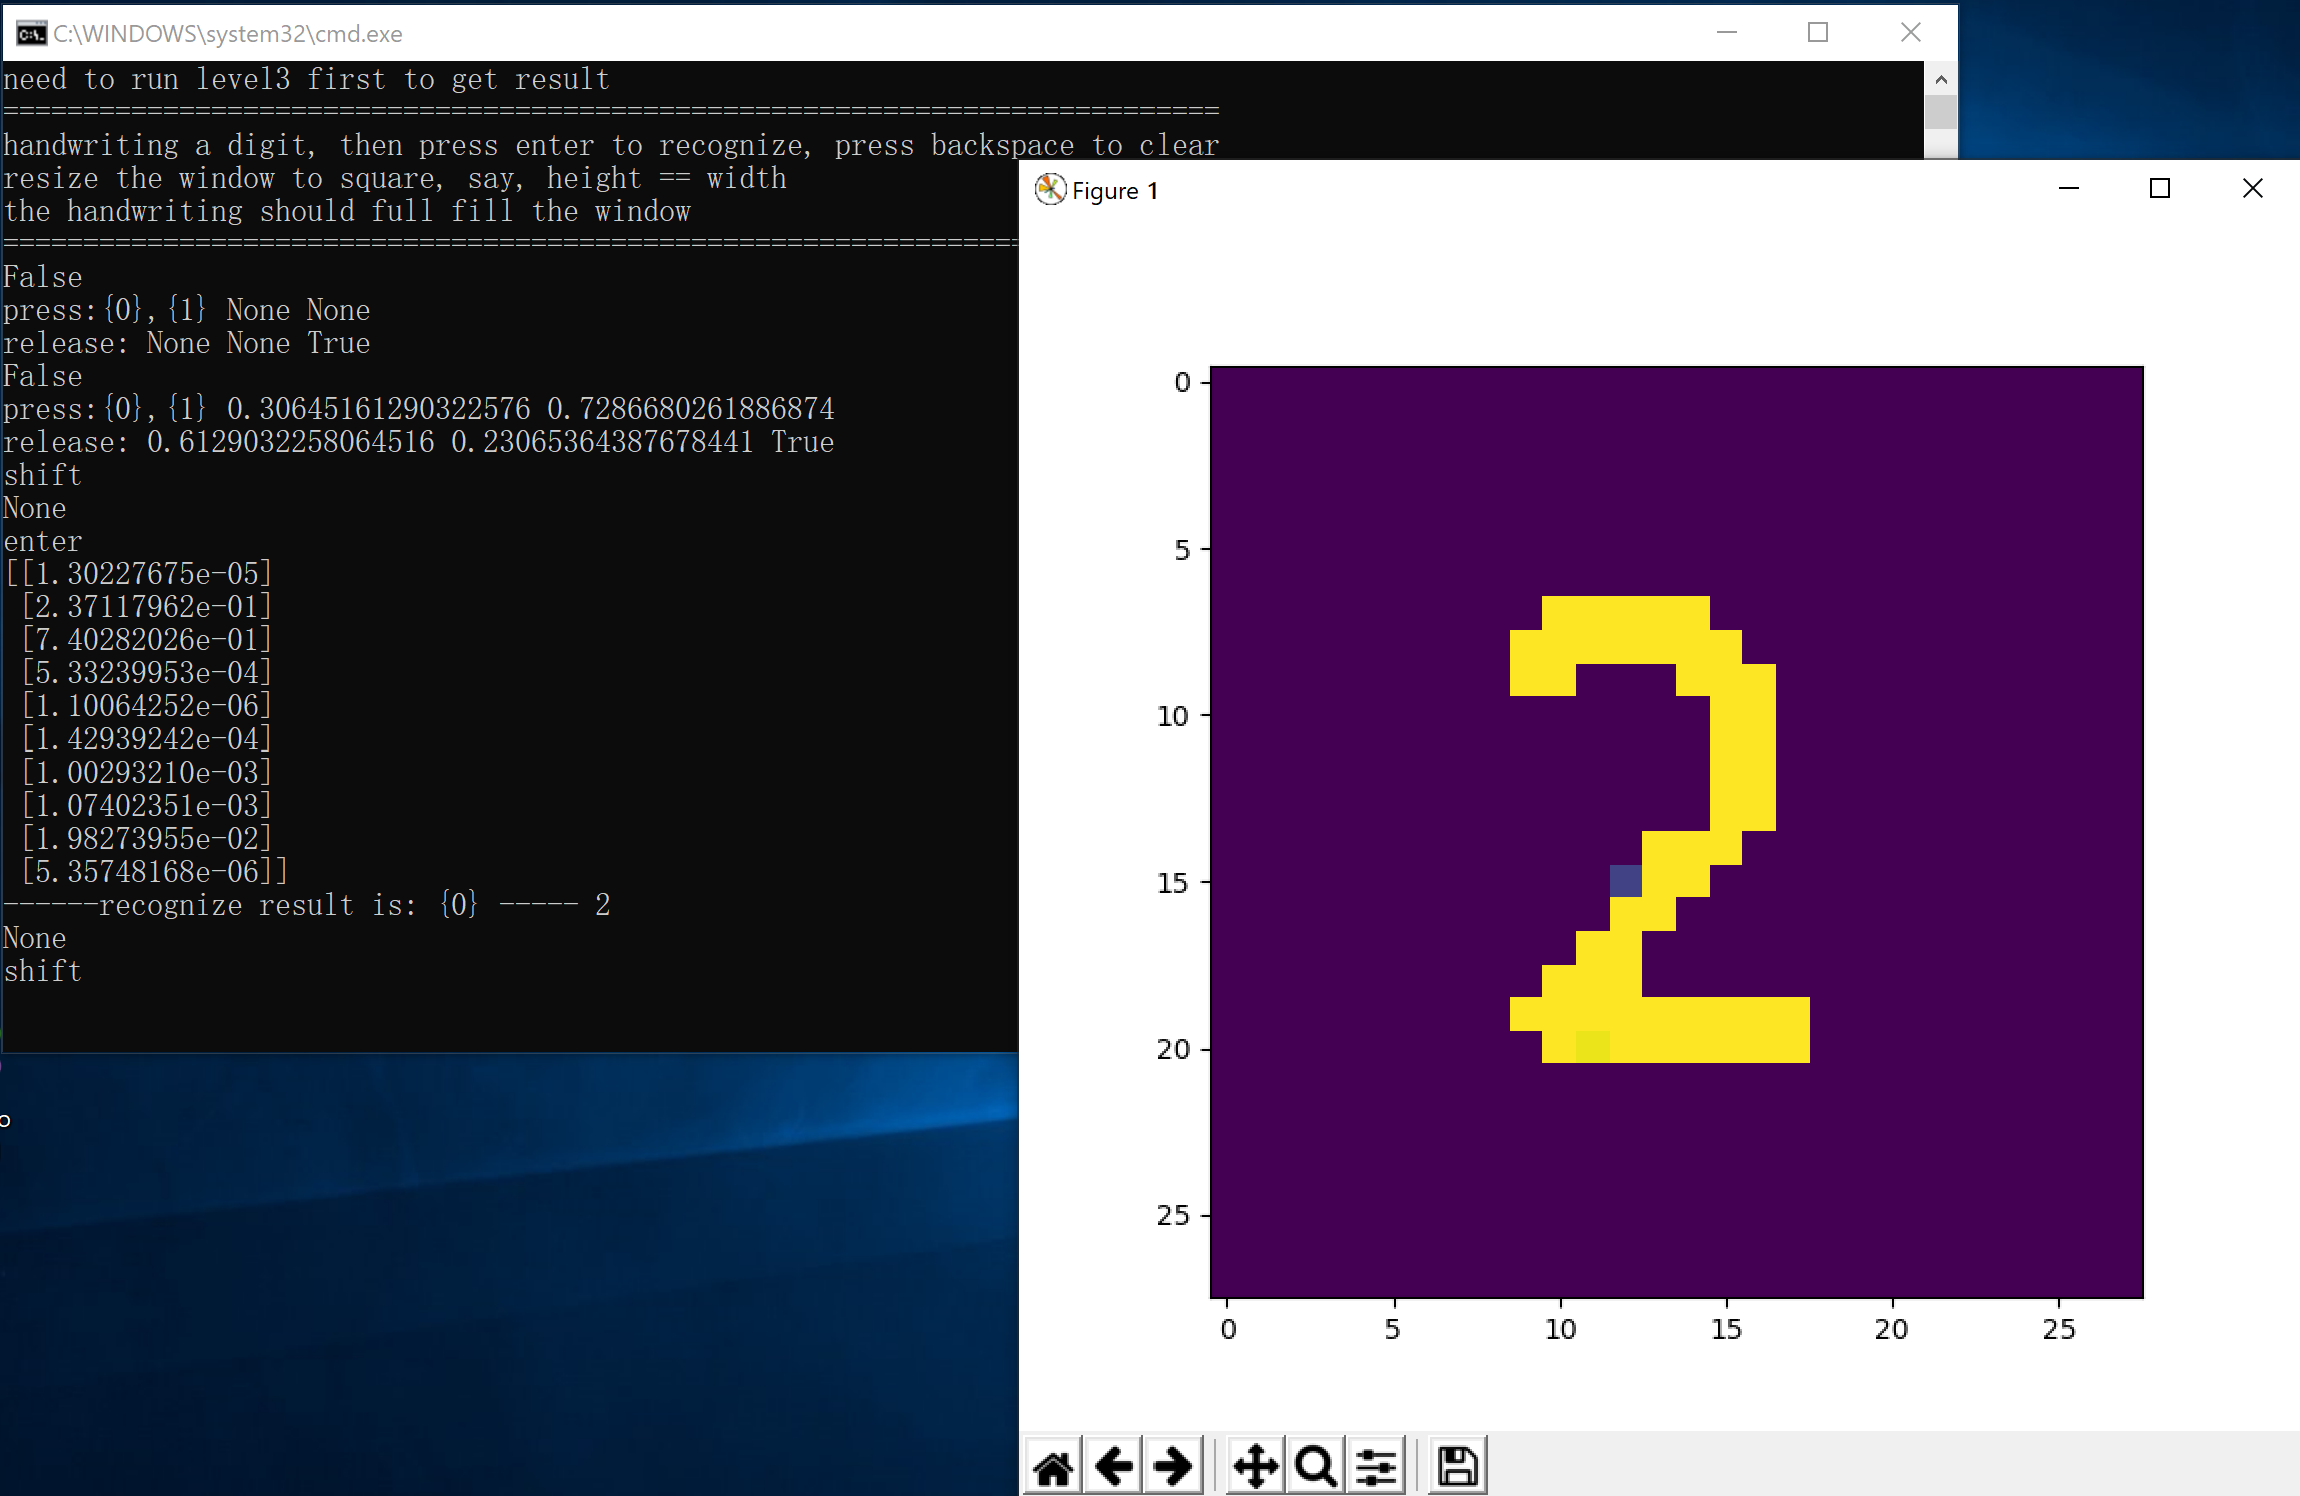 C:\WINDOWS\system32\cmd.exe
need to run level3 first to get result
============================================================================
handwriting a digit, then press enter to recognize, press backspace to clear
resize the window to square, say, height == width
the handwriting should full fill the window
================================================================
False
press:{0},{1} None None
release: None None True
False
press:{0},{1} 0.30645161290322576 0.7286680261886874
release: 0.6129032258064516 0.23065364387678441 True
shift
None
enter
[[1.30227675e-05]
 [2.37117962e-01]
 [7.40282026e-01]
 [5.33239953e-04]
 [1.10064252e-06]
 [1.42939242e-04]
 [1.00293210e-03]
 [1.07402351e-03]
 [1.98273955e-02]
 [5.35748168e-06]]
------recognize result is: {0} ----- 2
None
shift
Figure 1
0
5
10
15
20
25
2
0 5 10 15 20 25